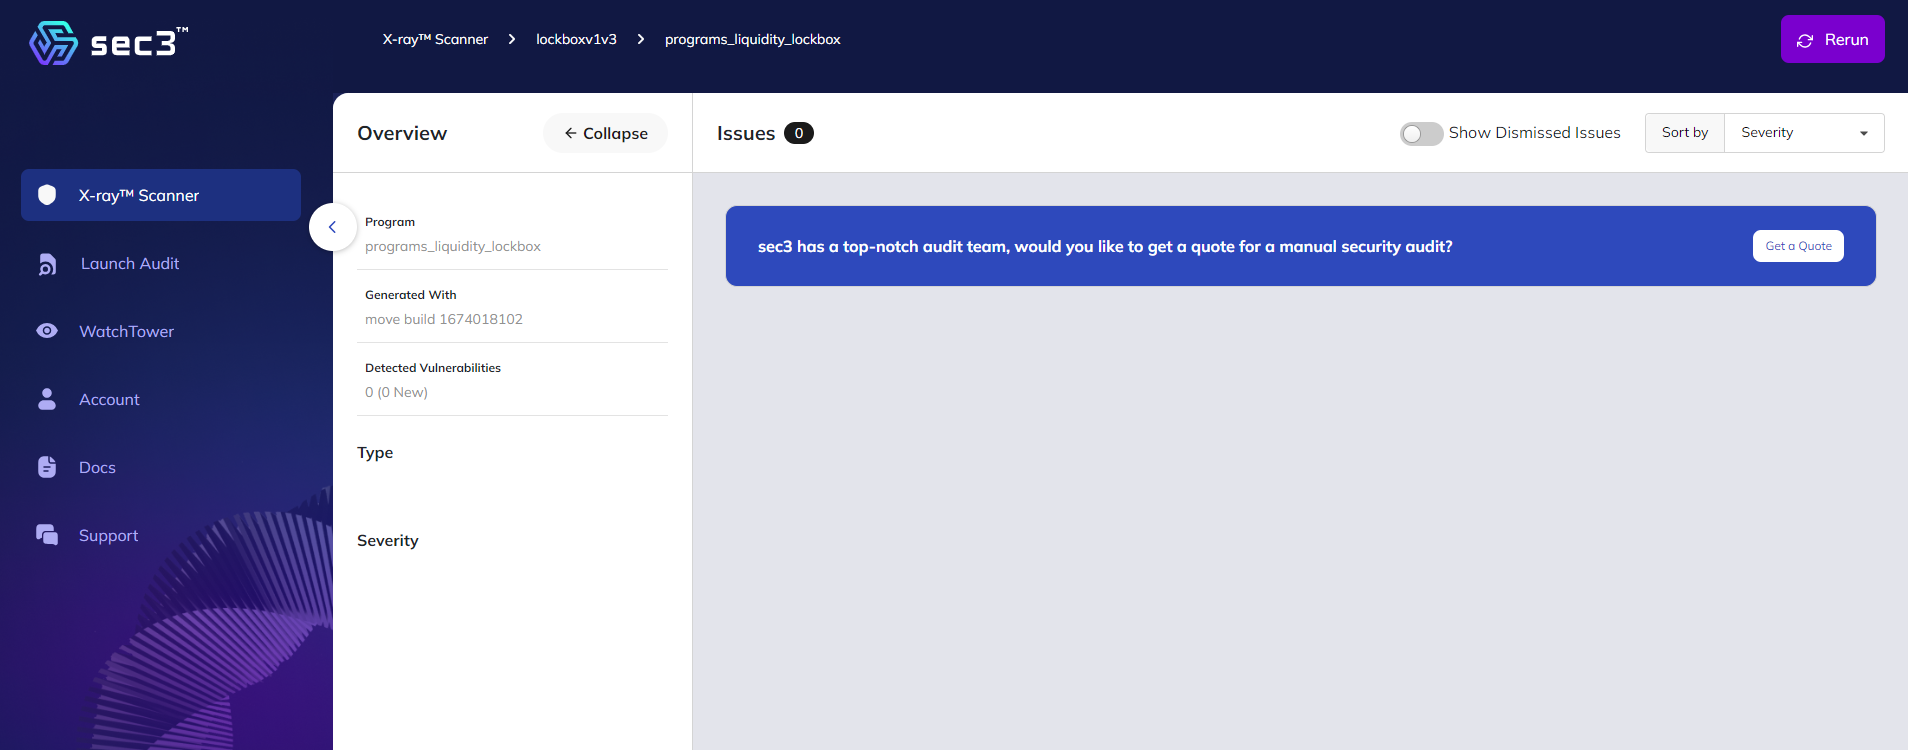 sec3™
X-ray™ Scanner > lockboxv1v3 > programs_liquidity_lockbox
Rerun
X-ray™ Scanner
Launch Audit
WatchTower
Account
Docs
Support
Overview
Collapse
Program
programs_liquidity_lockbox
Generated With
move build 1674018102
Detected Vulnerabilities
0 (0 New)
Type
Severity
Issues 0
Show Dismissed Issues
Sort by Severity
sec3 has a top-notch audit team, would you like to get a quote for a manual security audit?
Get a Quote